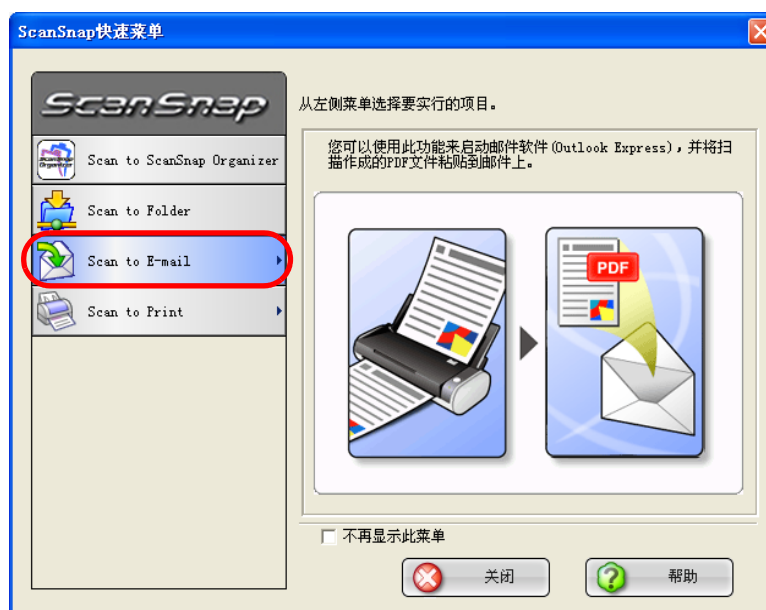 ScanSnap快速菜单
ScanSnap
从左侧菜单选择要实行的项目。
Scan to ScanSnap Organizer
Scan to Folder
Scan to E-mail
Scan to Print
您可以使用此功能来启动邮件软件(Outlook Express)，并将扫
描作成的PDF文件粘贴到邮件上。
PDF
不再显示此菜单
关闭
帮助